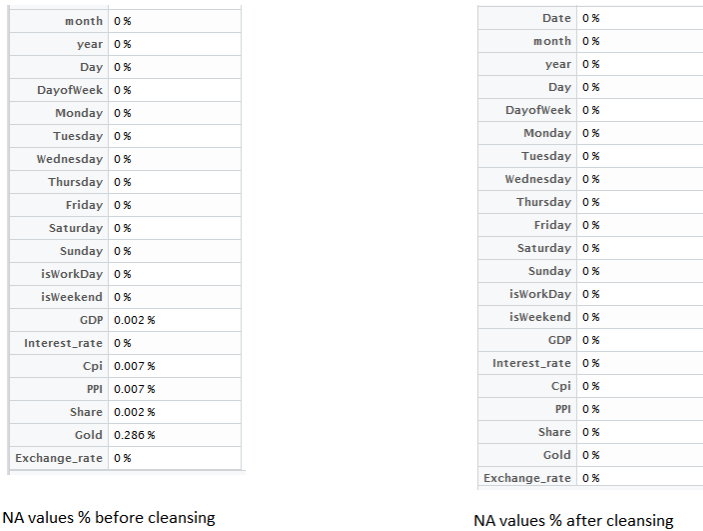 month 0 %
year 0 %
Day 0 %
DayofWeek 0 %
Monday 0 %
Tuesday 0 %
Wednesday 0 %
Thursday 0 %
Friday 0 %
Saturday 0 %
Sunday 0 %
isWorkDay 0 %
isWeekend 0 %
GDP 0.002 %
Interest_rate 0 %
Cpi 0.007 %
PPI 0.007 %
Share 0.002 %
Gold 0.286 %
Exchange_rate 0 %
NA values % before cleansing
Date 0 %
month 0 %
year 0 %
Day 0 %
DayofWeek 0 %
Monday 0 %
Tuesday 0 %
Wednesday 0 %
Thursday 0 %
Friday 0 %
Saturday 0 %
Sunday 0 %
isWorkDay 0 %
isWeekend 0 %
GDP 0 %
Interest_rate 0 %
Cpi 0 %
PPI 0 %
Share 0 %
Gold 0 %
Exchange_rate 0 %
NA values % after cleansing